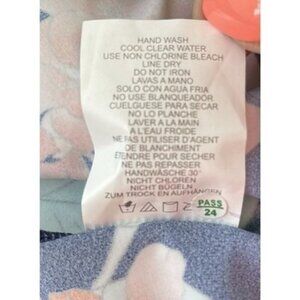 HAND WASH
COOL CLEAR WATER
USE NON CHLORINE BLEACH
LINE DRY
DO NOT IRON
LAVAS A MANO
SOLO CON AGUA FRIA
NO USE BLANQUEADOR
CUELGUESE PARA SECAR
NO LO PLANCHE
LAVER A LA MAIN
A L'EAU FROIDE
NE PAS UTILISER D'AGENT
DE BLANCHIMENT
ETENDRE POUR SECHER
NE PAS REPASSER
HANDWÄSCHE 30°
NICHT CHLOREN
NICHT BÜGELN
ZUM TROCK EN AUFHÄNGEN
PASS
24